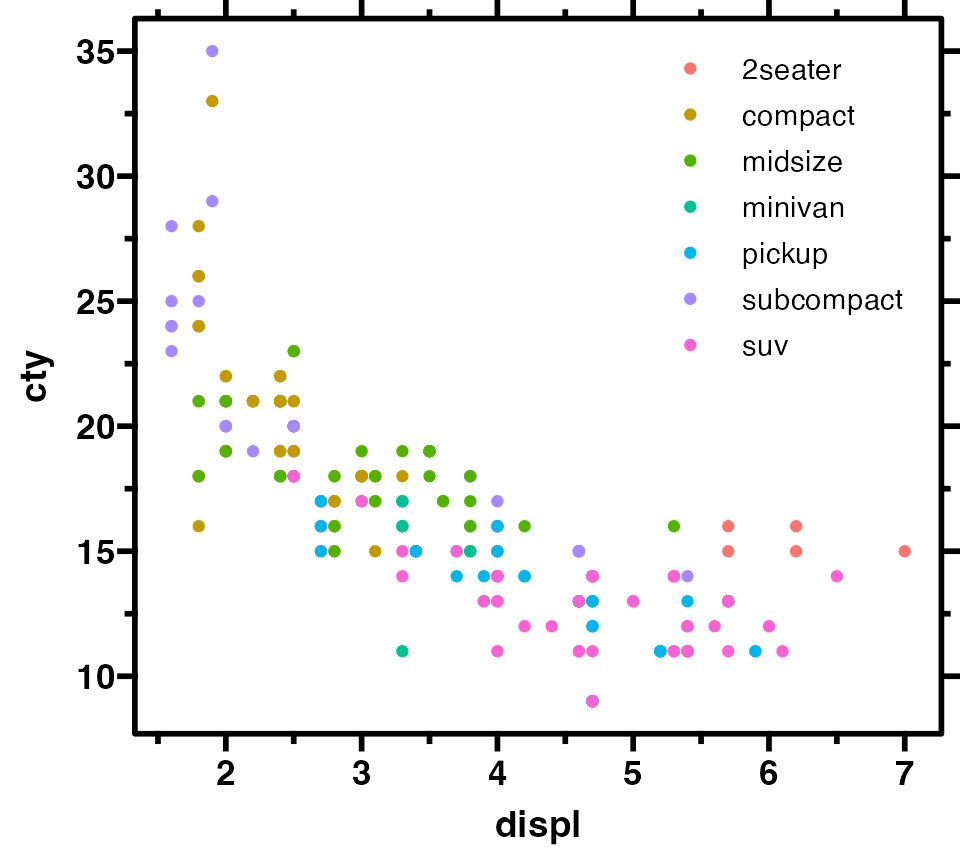 35
30
25
20
15
10
cty
2seater
compact
midsize
minivan
pickup
subcompact
suv
2 3 4 5 6 7
displ